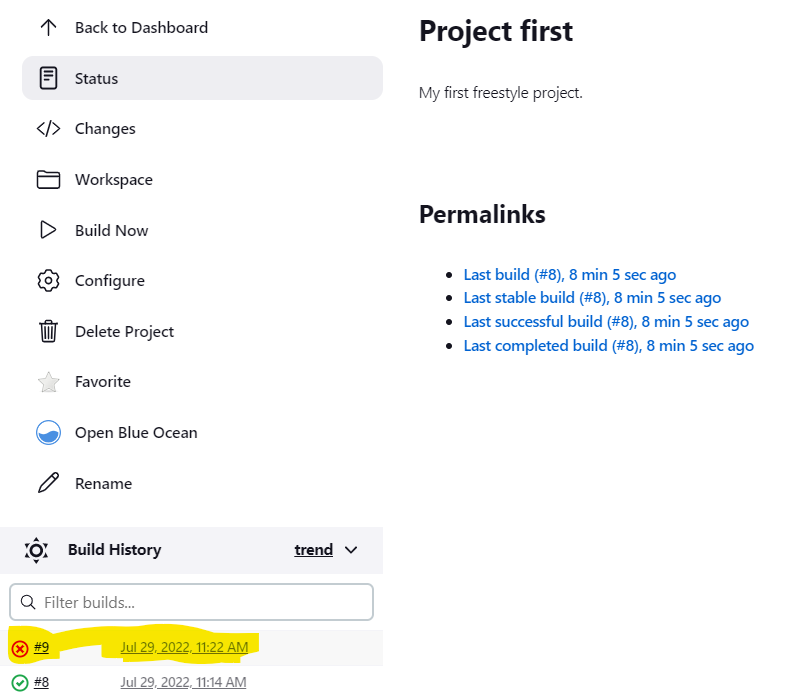 Back to Dashboard
Status
Changes
Workspace
Build Now
Configure
Delete Project
Favorite
Open Blue Ocean
Rename
Build History trend
Filter builds...
#9 Jul 29, 2022, 11:22 AM
#8 Jul 29, 2022, 11:14 AM
Project first
My first freestyle project.
Permalinks
Last build (#8), 8 min 5 sec ago
Last stable build (#8), 8 min 5 sec ago
Last successful build (#8), 8 min 5 sec ago
Last completed build (#8), 8 min 5 sec ago